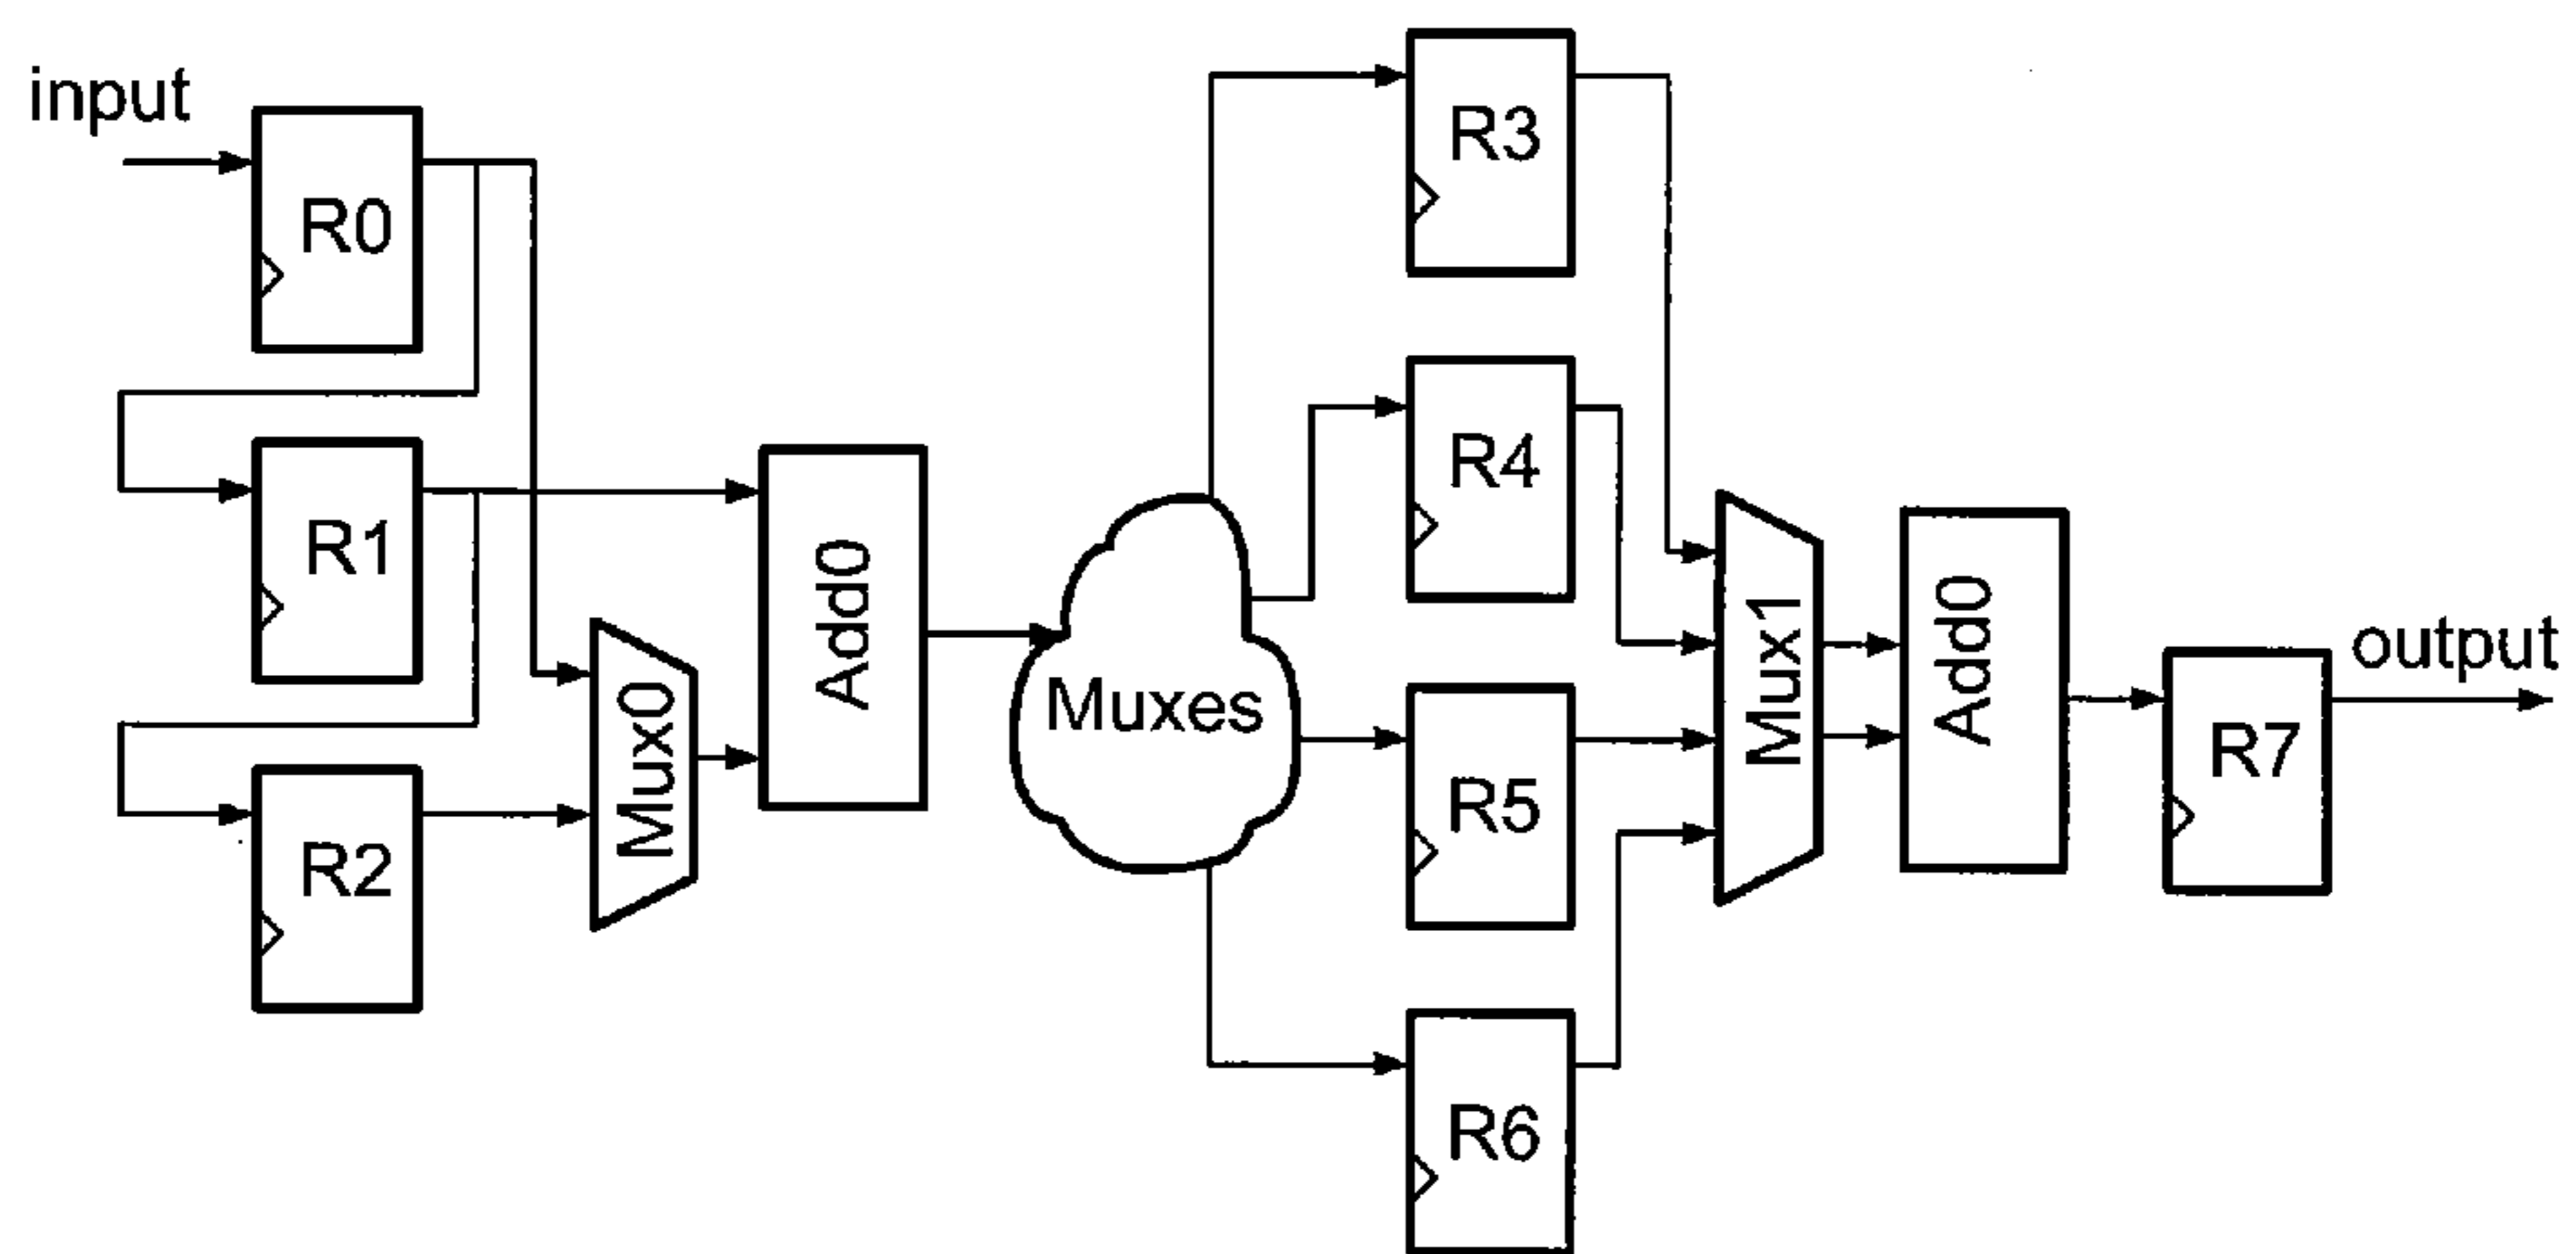 input
R0
R1
R2
Mux0
Add0
Muxes
R3
R4
R5
R6
Mux1
Add0
R7
output